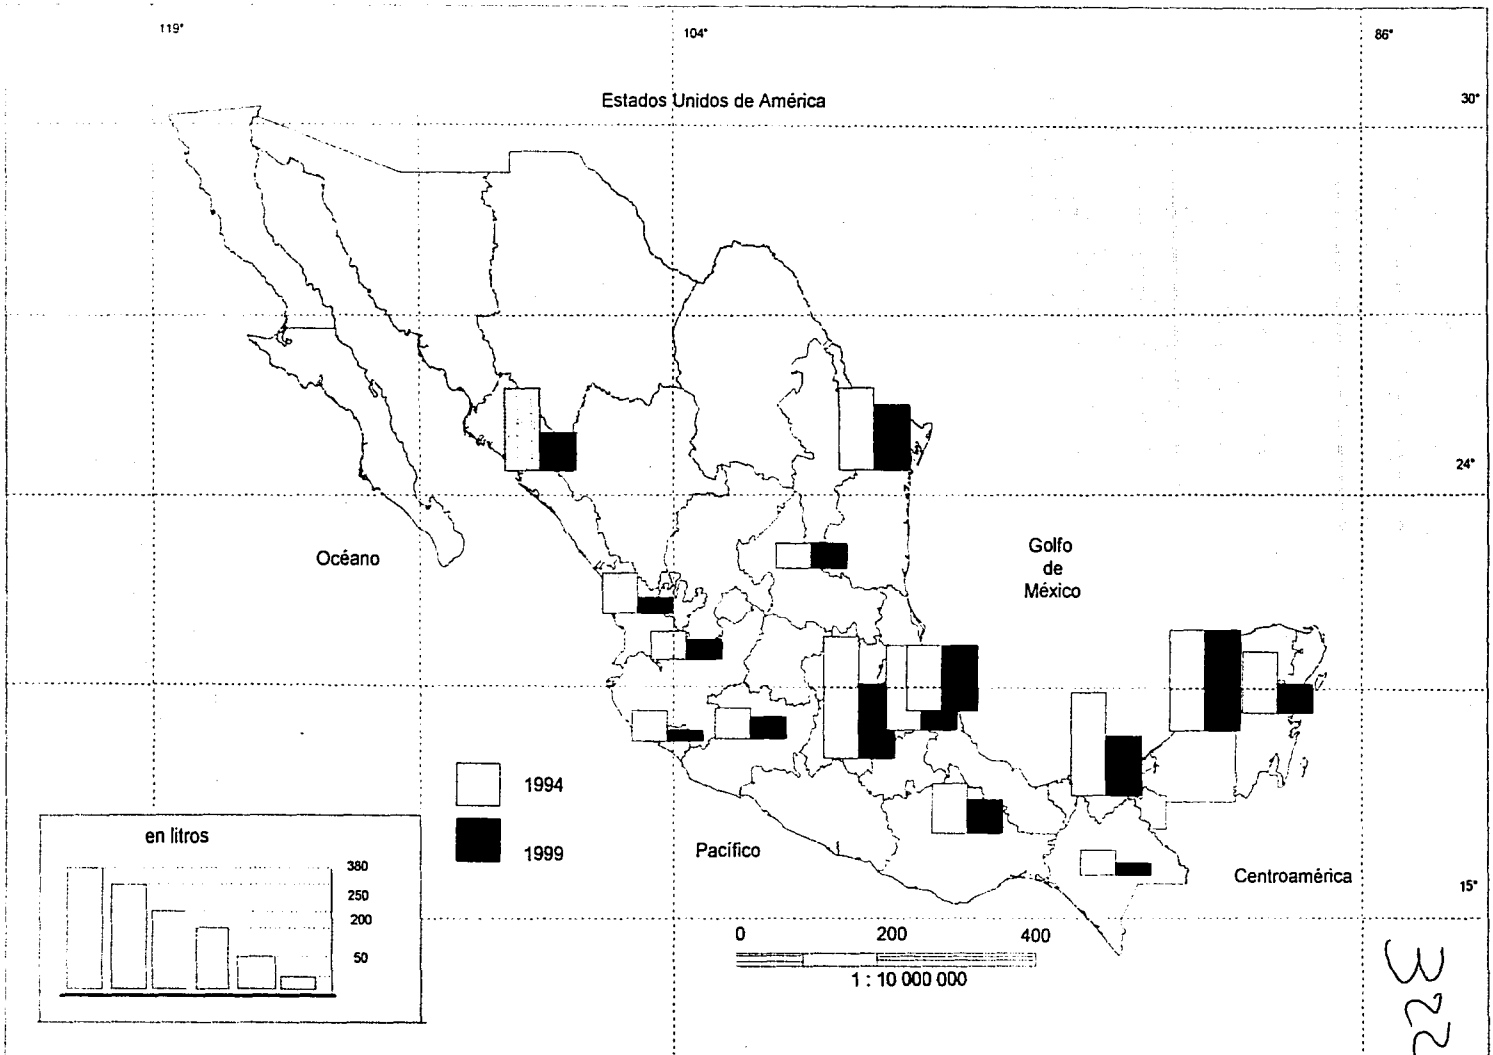 119°
104°
86°
Estados Unidos de América
30°
24°
Océano
Golfo
de
México
1994
1999
en litros
380
250
200
50
Pacífico
Centroamérica
15°
0 200 400
1 : 10 000 000
322